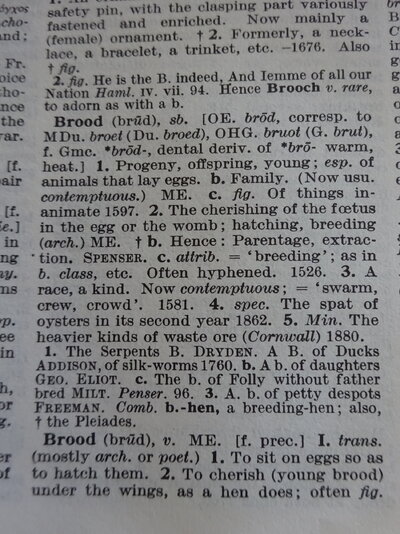 safety pin, with the clasping part variously
fastened and enriched. Now mainly a
(female) ornament. † 2. Formerly, a neck-
lace, a bracelet, a trinket, etc. –1676. Also
† fig.
2. fig. He is the B. indeed, And Iemme of all our
Nation Haml. IV. vii. 94. Hence Brooch v. rare,
to adorn as with a b.
Brood (brūd), sb. [OE. brōd, corresp. to
MDu. broet (Du. broed), OHG. bruot (G. brut),
f. Gmc. *brōd-, dental deriv. of *brō- warm,
heat.] 1. Progeny, offspring, young; esp. of
animals that lay eggs. b. Family. (Now usu.
contemptuous.) ME. c. fig. Of things in-
animate 1597. 2. The cherishing of the fœtus
in the egg or the womb; hatching, breeding
(arch.) ME. † b. Hence: Parentage, extrac-
tion. SPENSER. c. attrib. = 'breeding'; as in
b. class, etc. Often hyphened. 1526. 3. A
race, a kind. Now contemptuous; = 'swarm,
crew, crowd'. 1581. 4. spec. The spat of
oysters in its second year 1862. 5. Min. The
heavier kinds of waste ore (Cornwall) 1880.
1. The Serpents B. DRYDEN. A B. of Ducks
ADDISON, of silk-worms 1760. b. A b. of daughters
GEO. ELIOT. c. The b. of Folly without father
bred MILT. Penser. 96. 3. A. b. of petty despots
FREEMAN. Comb. b.-hen, a breeding-hen; also,
† the Pleiades.
Brood (brūd), v. ME. [f. prec.] I. trans.
(mostly arch. or poet.) 1. To sit on eggs so as
to hatch them. 2. To cherish (young brood)
under the wings, as a hen does; often fig.